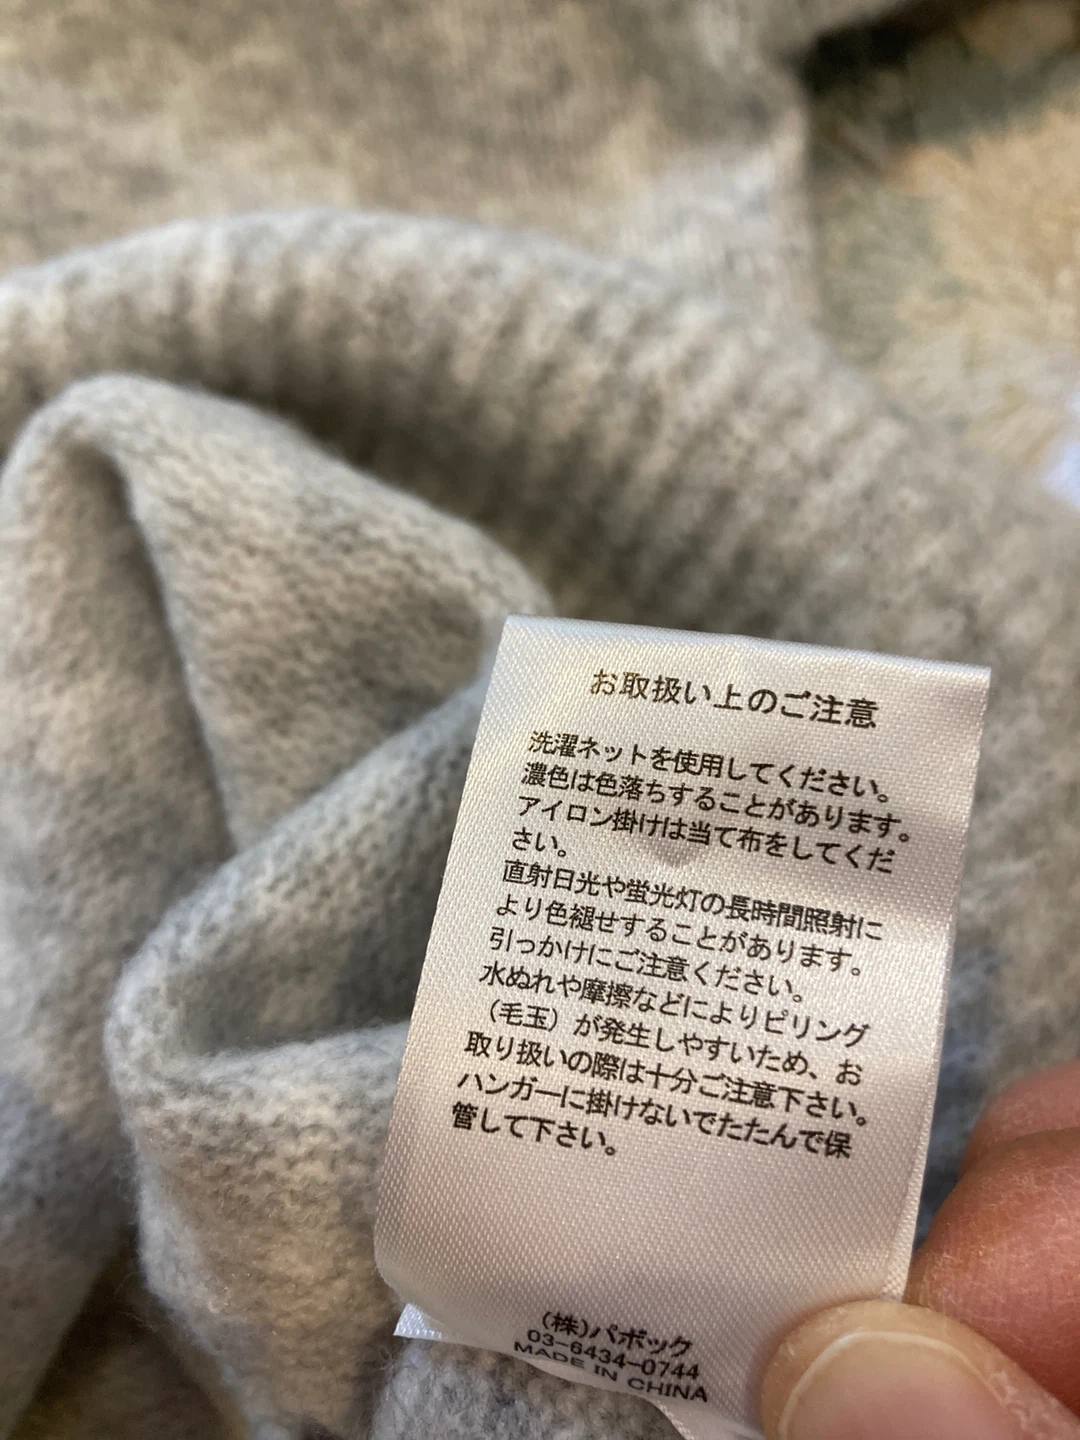 お取扱い上のご注意
洗濯ネットを使用してください。
濃色は色落ちすることがあります。
アイロン掛けは当て布をしてくだ
さい。
直射日光や蛍光灯の長時間照射に
より色褪せすることがあります。
引っかけにご注意ください。
水ぬれや摩擦などによりピリング
（毛玉）が発生しやすいため、お
取り扱いの際は十分ご注意下さい。
ハンガーに掛けないでたたんで保
管して下さい。
(株)パボック
03-6434-0744
MADE IN CHINA